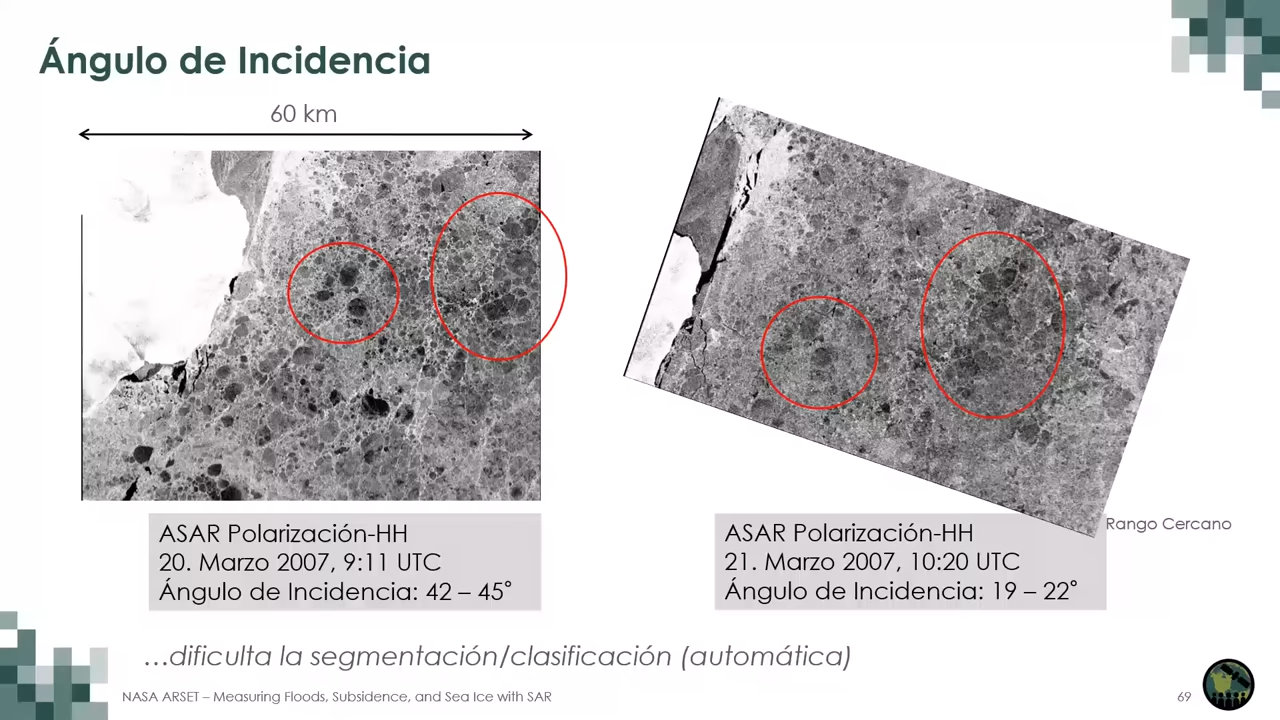 Ángulo de Incidencia
60 km
ASAR Polarización-HH
20. Marzo 2007, 9:11 UTC
Ángulo de Incidencia: 42 – 45°
ASAR Polarización-HH
21. Marzo 2007, 10:20 UTC
Ángulo de Incidencia: 19 – 22°
Rango Cercano
…dificulta la segmentación/clasificación (automática)
NASA ARSET – Measuring Floods, Subsidence, and Sea Ice with SAR
69